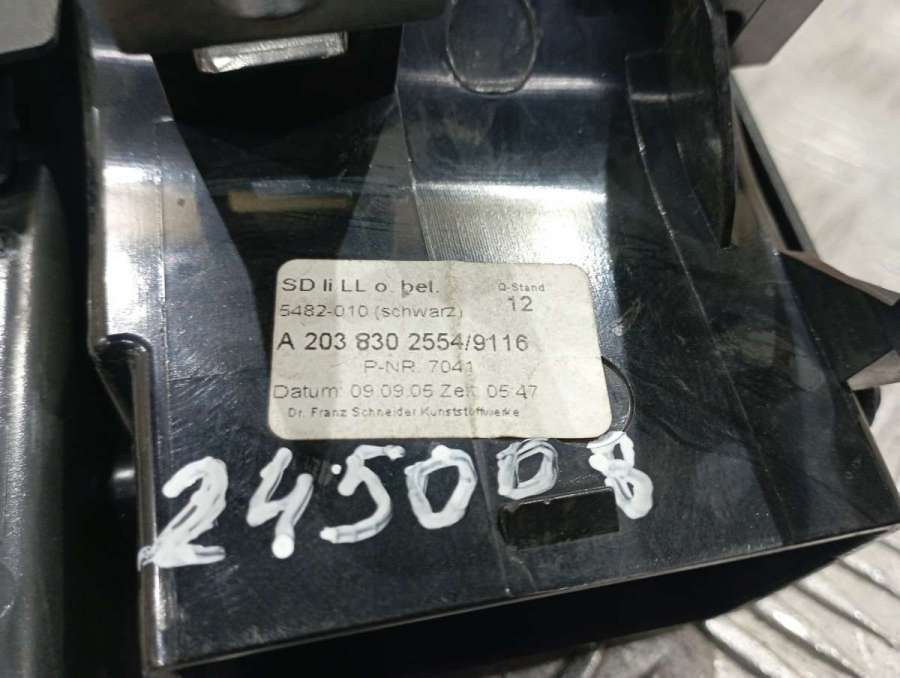 SD li LL o. bel.
Q-Stand
5482-010 (schwarz)
12
A 203 830 2554/9116
P-NR. 7041
Datum: 09.09.05 Zeit: 05:47
Dr. Franz Schneider Kunststoffwerke
245008